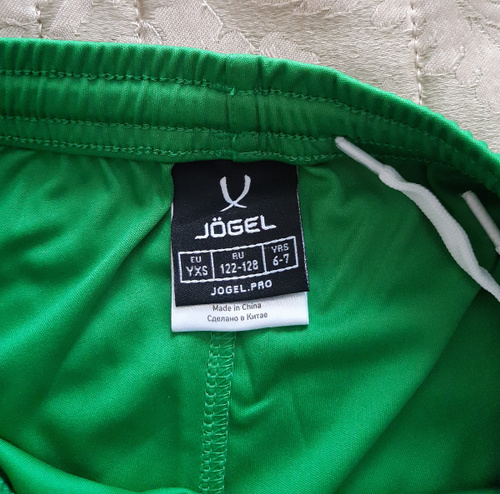 JÖGEL
EU RU YRS
YXS 122-128 6-7
JOGEL.PRO
Made in China
Сделано в Китае